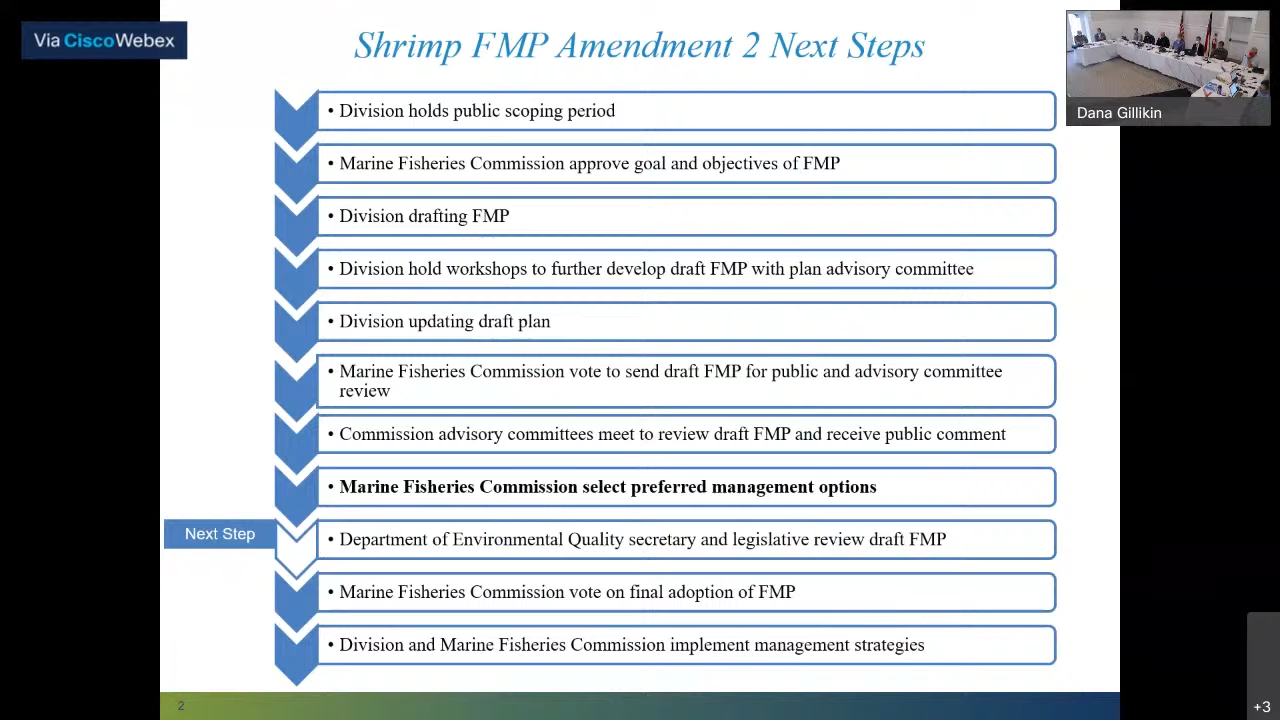 Via CiscoWebex
Shrimp FMP Amendment 2 Next Steps
Dana Gillikin
• Division holds public scoping period
• Marine Fisheries Commission approve goal and objectives of FMP
• Division drafting FMP
• Division hold workshops to further develop draft FMP with plan advisory committee
• Division updating draft plan
• Marine Fisheries Commission vote to send draft FMP for public and advisory committee
review
• Commission advisory committees meet to review draft FMP and receive public comment
• Marine Fisheries Commission select preferred management options
Next Step
• Department of Environmental Quality secretary and legislative review draft FMP
• Marine Fisheries Commission vote on final adoption of FMP
• Division and Marine Fisheries Commission implement management strategies
2
+3